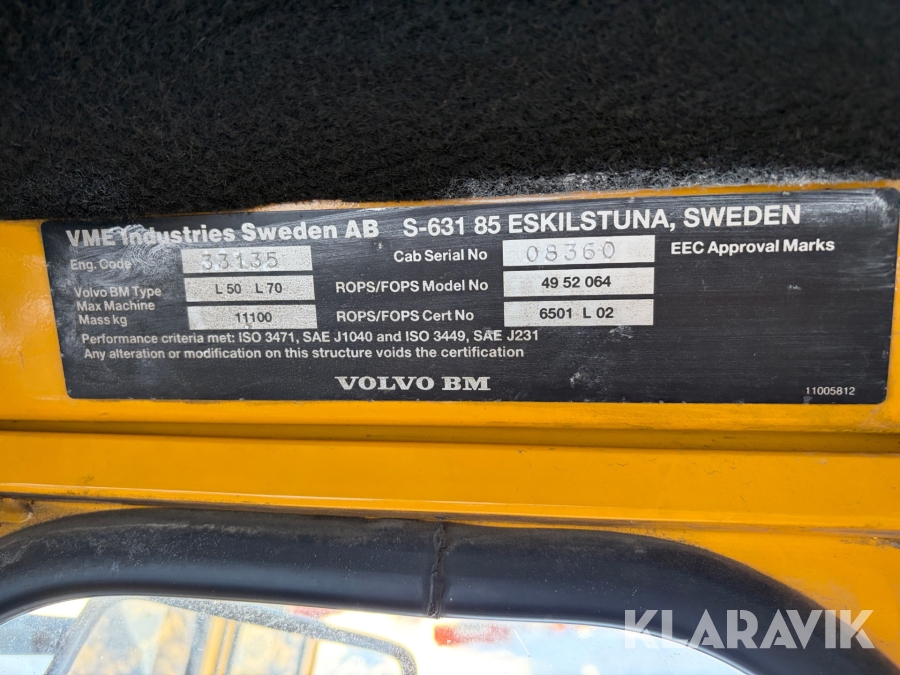 VME Industries Sweden AB S-631 85 ESKILSTUNA, SWEDEN
Eng. Code 33135 Cab Serial No 08360 EEC Approval Marks
Volvo BM Type L 50 L 70 ROPS/FOPS Model No 49 52 064
Max Machine
Mass kg 11100 ROPS/FOPS Cert No 6501 L 02
Performance criteria met: ISO 3471, SAE J1040 and ISO 3449, SAE J231
Any alteration or modification on this structure voids the certification
VOLVO BM 11005812
KLARAVIK